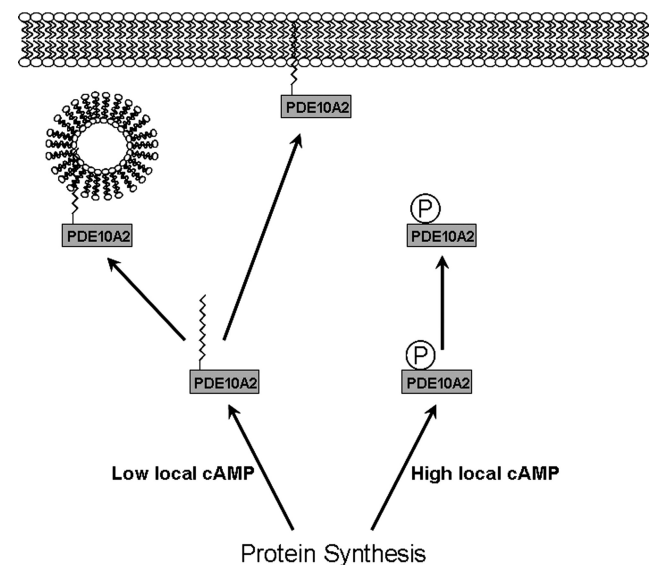 PDE10A2
PDE10A2
P
PDE10A2
P
PDE10A2
PDE10A2
Low local cAMP
High local cAMP
Protein Synthesis